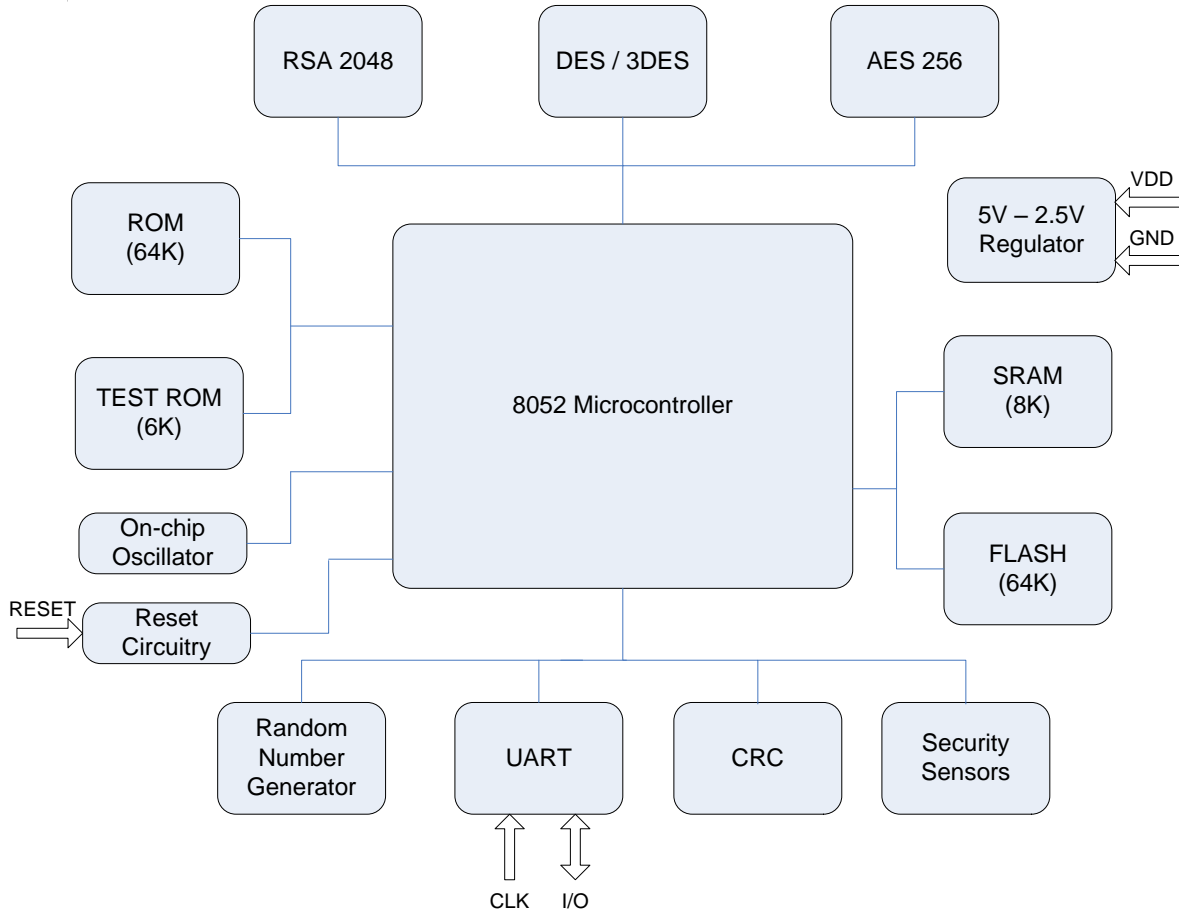 RSA 2048
DES / 3DES
AES 256
ROM
(64K)
5V – 2.5V
Regulator
VDD
GND
TEST ROM
(6K)
8052 Microcontroller
SRAM
(8K)
On-chip
Oscillator
FLASH
(64K)
RESET
Reset
Circuitry
Random
Number
Generator
UART
CRC
Security
Sensors
CLK
I/O